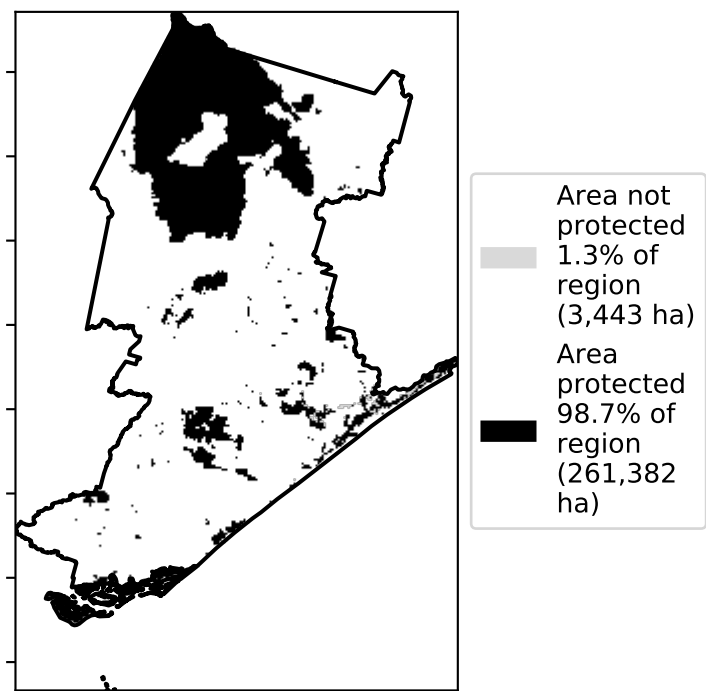 Area not
protected
1.3% of
region
(3,443 ha)
Area
protected
98.7% of
region
(261,382
ha)